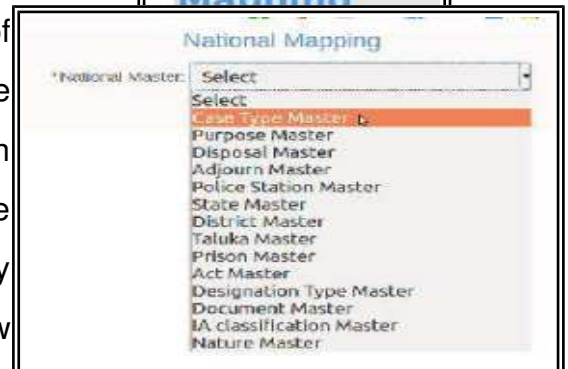 Mapping
of
National Mapping
*National Master: Select
e
Select
Case Type Master
n
Purpose Master
Disposal Master
Adjourn Master
Police Station Master
e
State Master
District Master
Taluka Master
y
Prison Master
Act Master
Designation Type Master
w
Document Master
IA classification Master
Nature Master